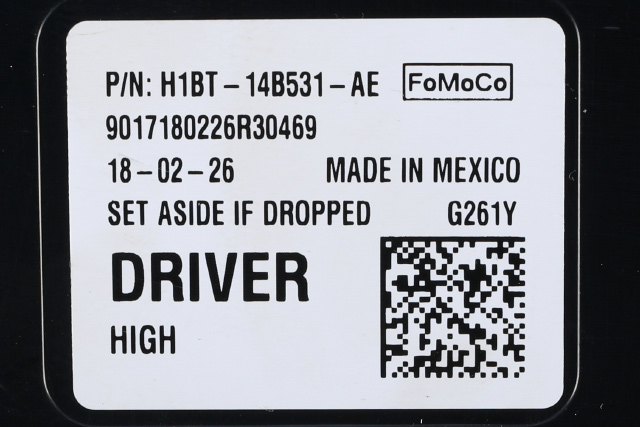 P/N: H1BT-14B531-AE FoMoCo
9017180226R30469
18-02-26 MADE IN MEXICO
SET ASIDE IF DROPPED G261Y
DRIVER
HIGH